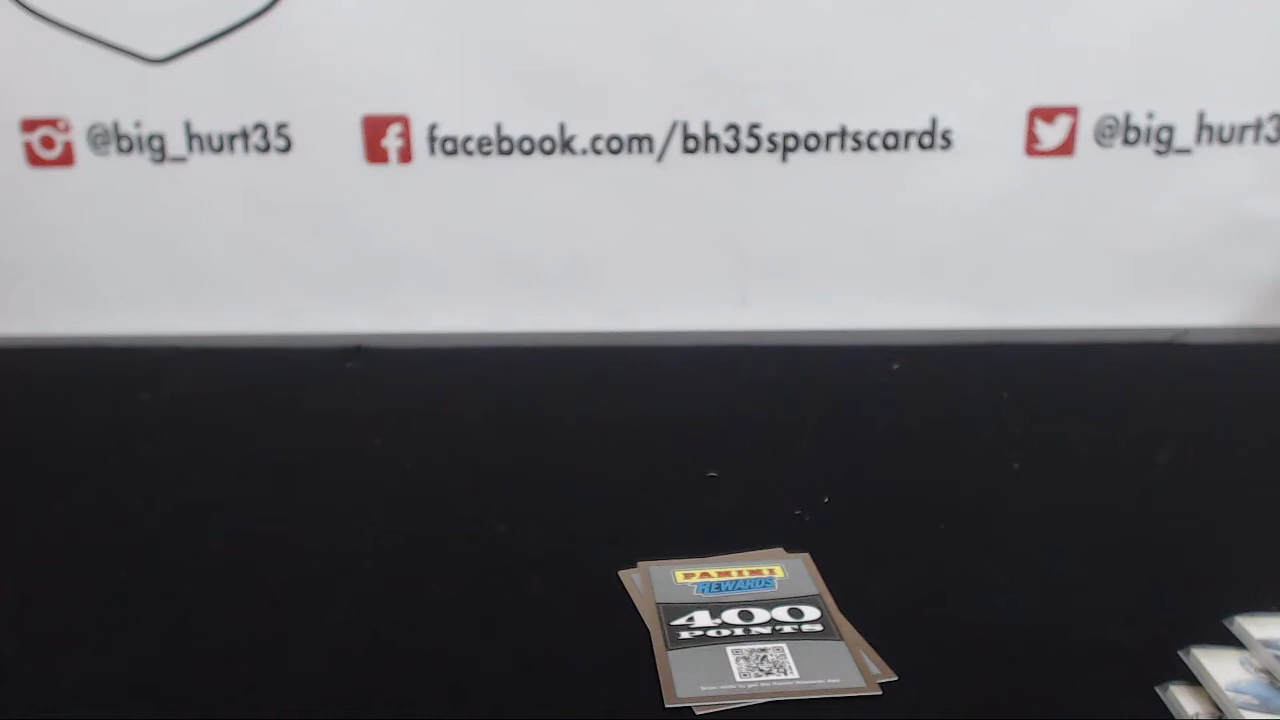 @big_hurt35
facebook.com/bh35sportscards
@big_hurt3
PANINI
REWARDS
400
POINTS